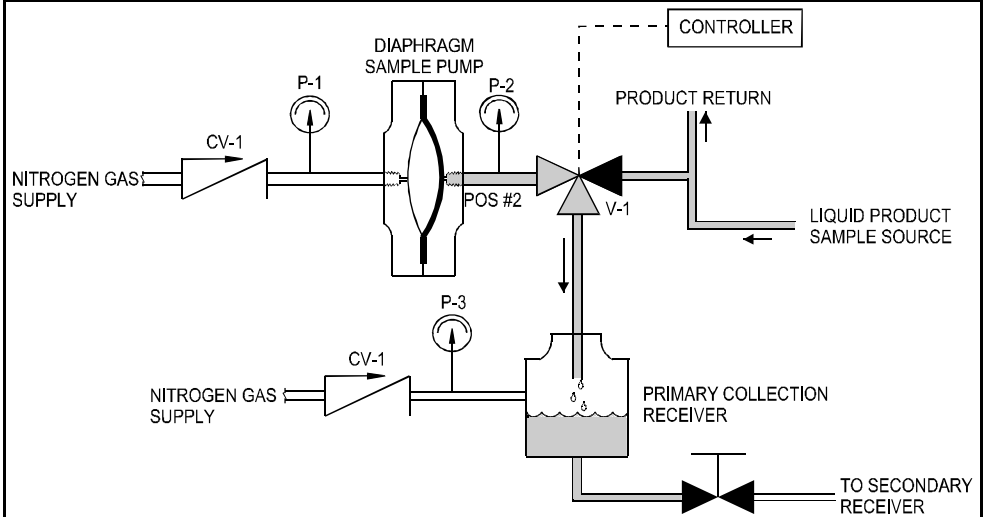 CONTROLLER
DIAPHRAGM
SAMPLE PUMP
P-1
P-2
PRODUCT RETURN
CV-1
NITROGEN GAS
SUPPLY
POS #2
V-1
LIQUID PRODUCT
SAMPLE SOURCE
P-3
CV-1
NITROGEN GAS
SUPPLY
PRIMARY COLLECTION
RECEIVER
TO SECONDARY
RECEIVER